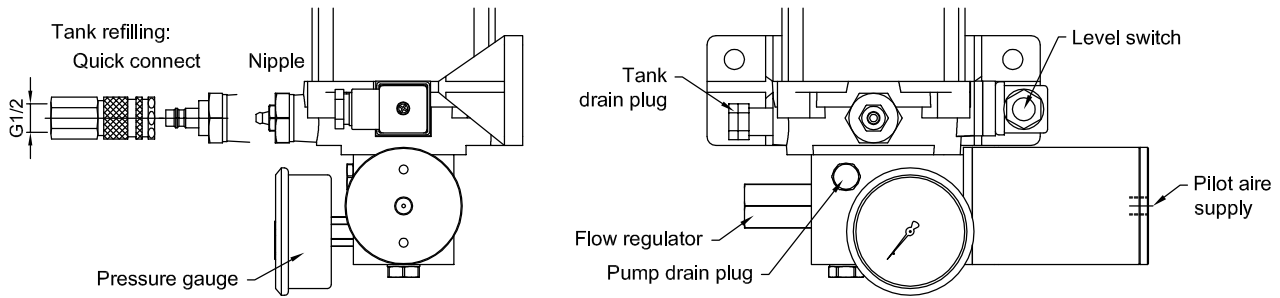 Tank refilling:
Quick connect
Nipple
G1/2
Pressure gauge
Level switch
Tank
drain plug
Pilot aire
supply
Flow regulator
Pump drain plug